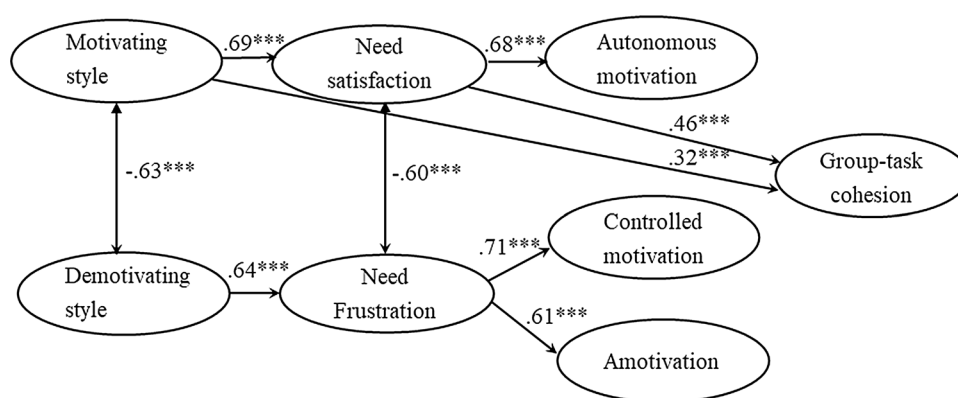 Motivating
style
.69***
Need
satisfaction
.68***
Autonomous
motivation
.46***
.32***
Group-task
cohesion
-.63***
-.60***
Demotivating
style
.64***
Need
Frustration
.71***
Controlled
motivation
.61***
Amotivation